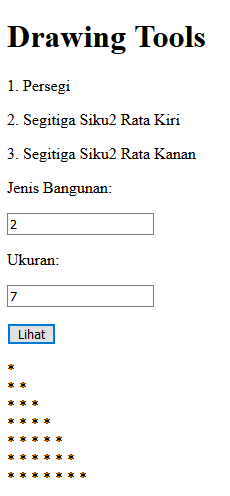 Drawing Tools
1. Persegi
2. Segitiga Siku2 Rata Kiri
3. Segitiga Siku2 Rata Kanan
Jenis Bangunan:
2
Ukuran:
7
Lihat
*
* *
* * *
* * * *
* * * * *
* * * * * *
* * * * * * *